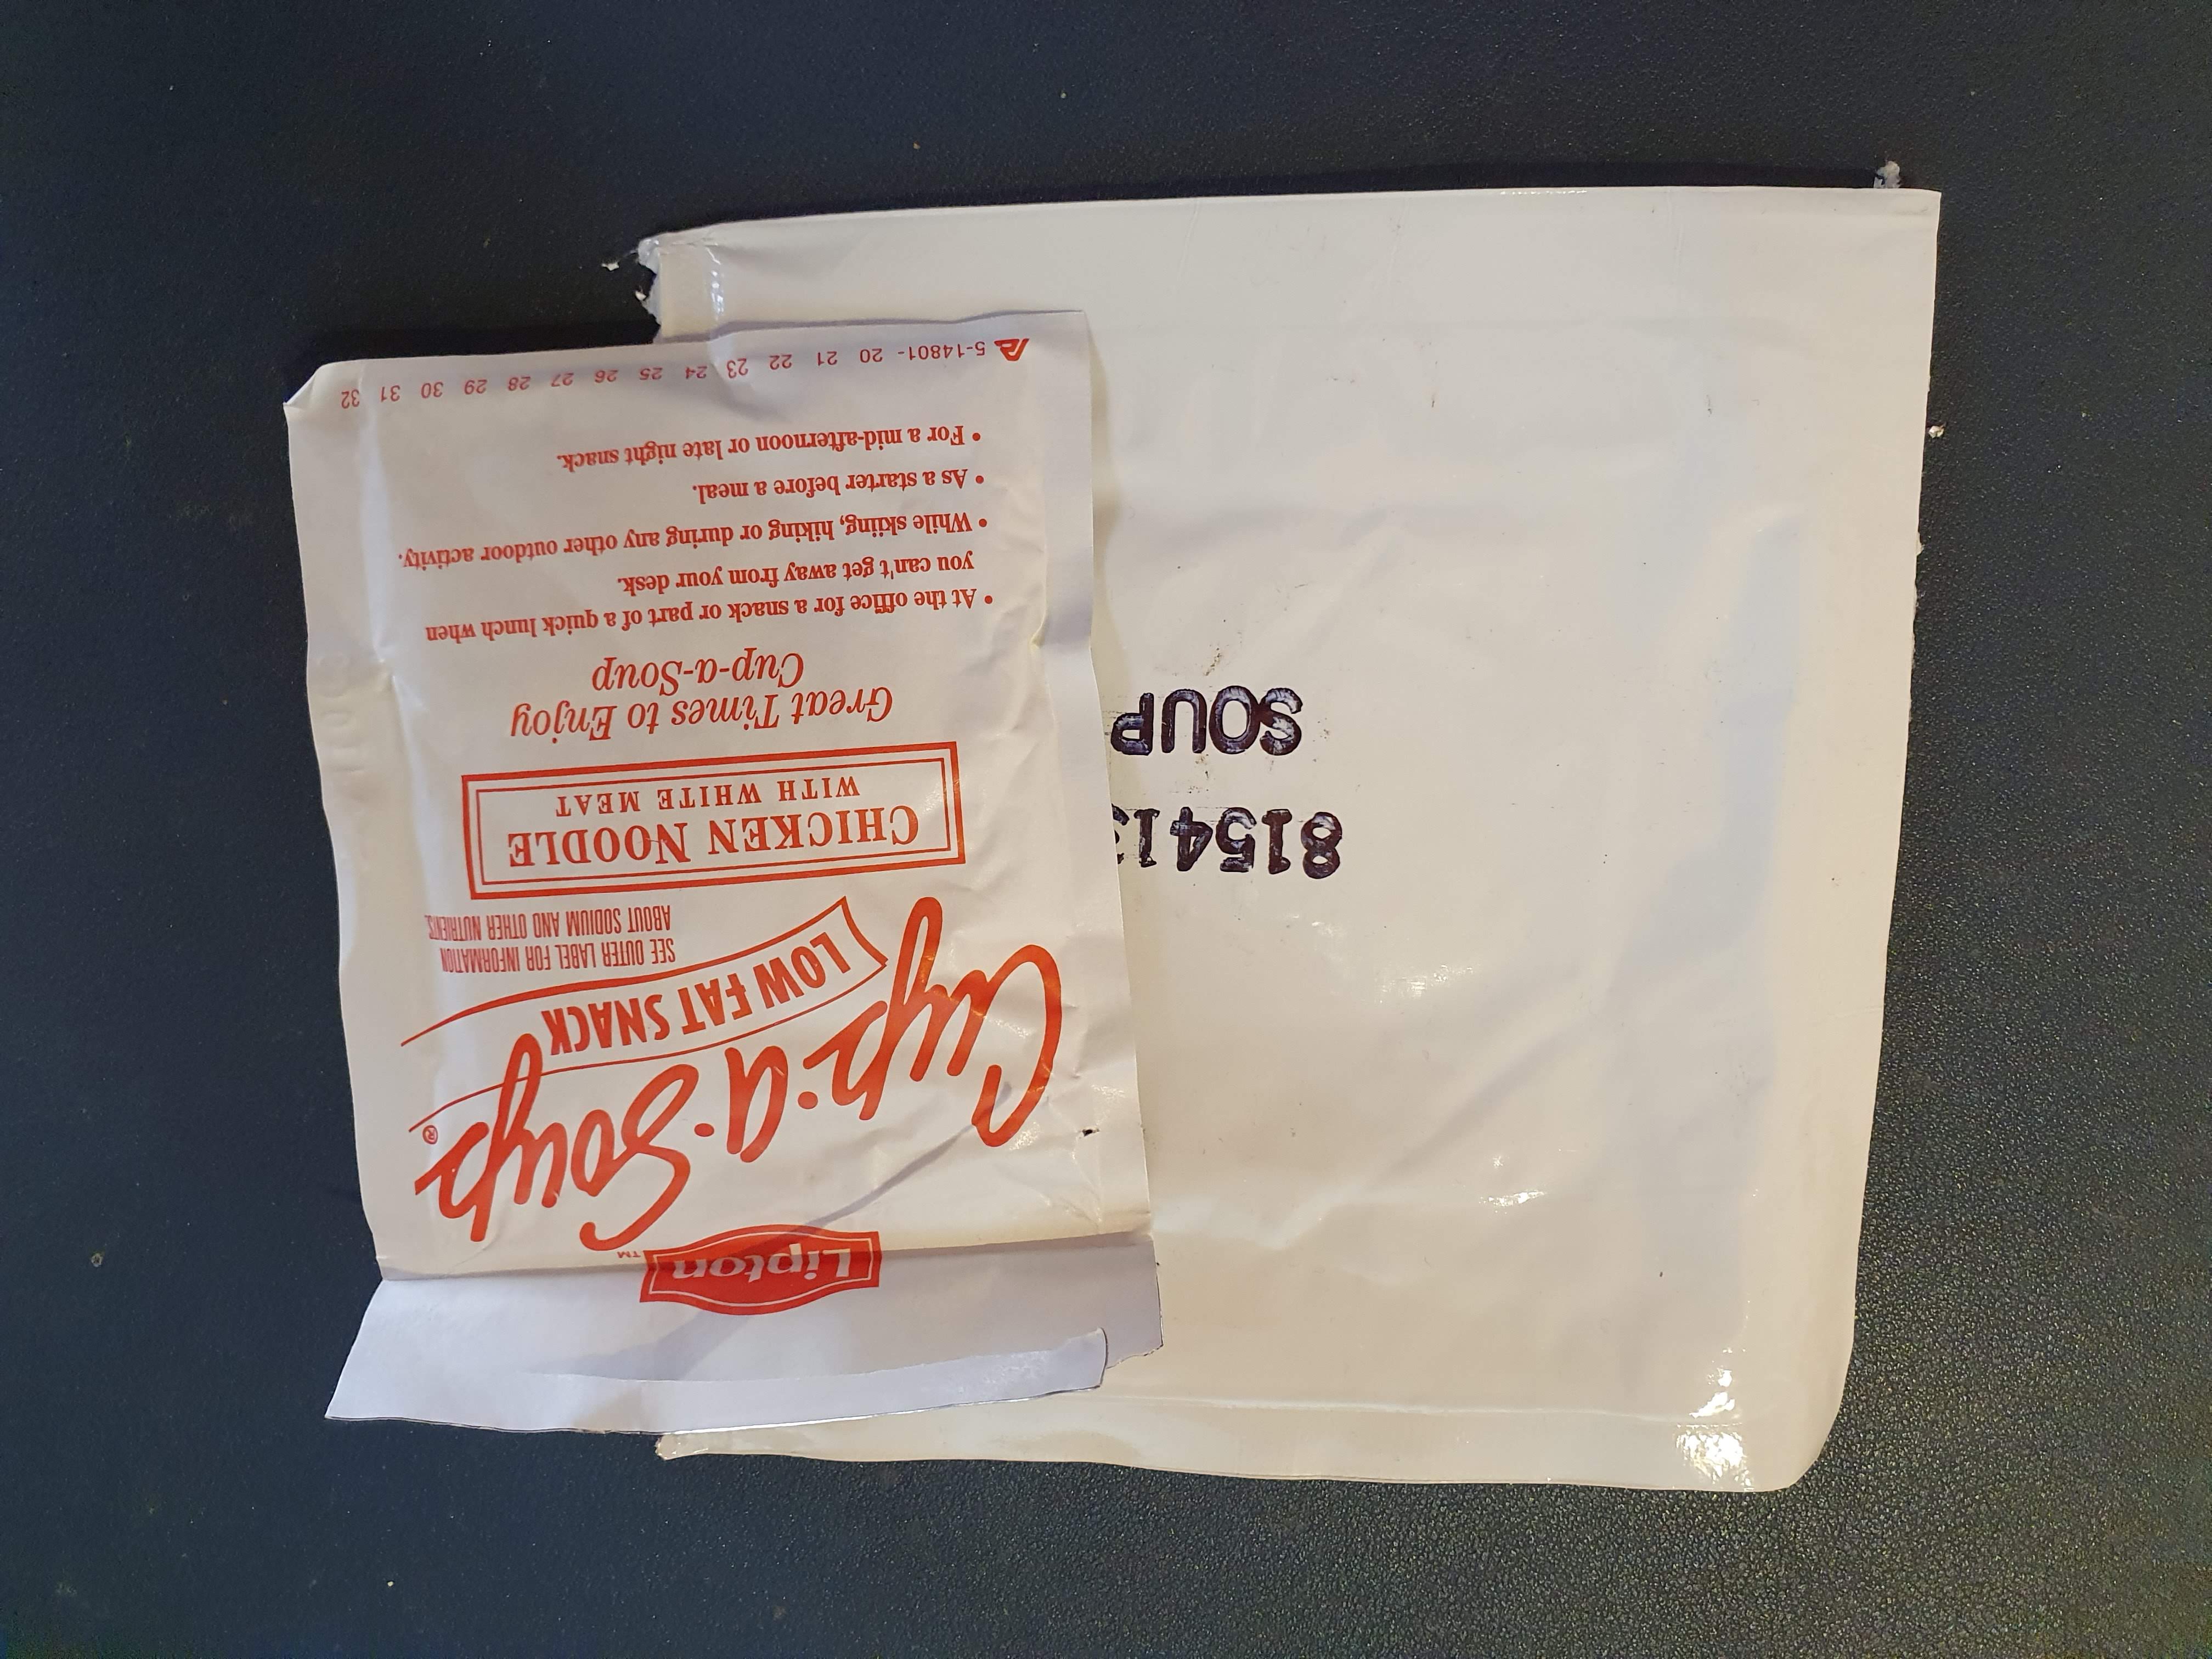 Lipton™
Cup·a·Soup®
LOW FAT SNACK
SEE OUTER LABEL FOR INFORMATION
ABOUT SODIUM AND OTHER NUTRIENTS.
CHICKEN NOODLE
WITH WHITE MEAT
Great Times to Enjoy
Cup-a-Soup
• At the office for a snack or part of a quick lunch when
you can't get away from your desk.
• While skiing, hiking or during any other outdoor activity.
• As a starter before a meal.
• For a mid-afternoon or late night snack.
5-14801- 20 21 22 23 24 25 26 27 28 29 30 31 32
815413
SOUP